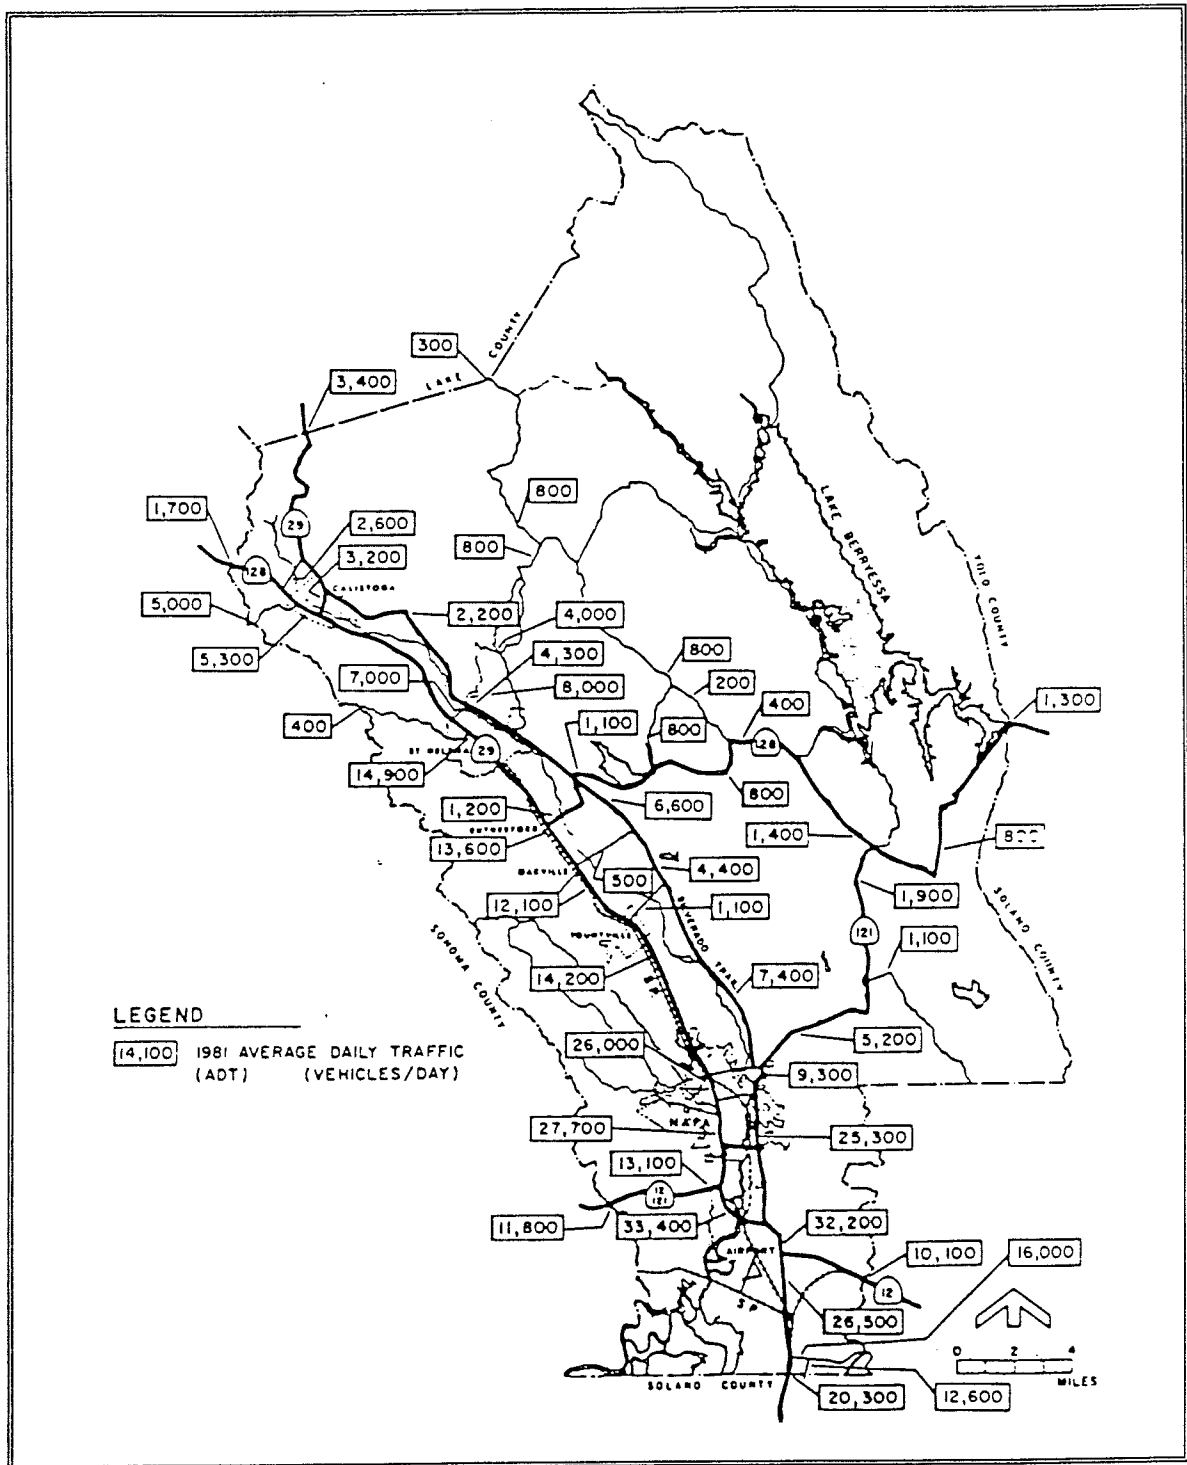 300
LAKE
COUNTY
3,400
1,700
29
2,600
800
3,200
800
128
CALISTOGA
LAKE BERRYESSA
YOLO COUNTY
5,000
2,200
4,000
5,300
4,300
800
7,000
8,000
200
400
1,100
800
400
1,300
ST HELENA
29
128
14,900
800
1,200
6,600
RUTHERFORD
1,400
800
13,600
OAKVILLE
500
4,400
12,100
1,100
1,900
SOLANO COUNTY
SONOMA COUNTY
YOUNTVILLE
SILVERADO TRAIL
121
1,100
14,200
S.P.
7,400
LEGEND
14,100 1981 AVERAGE DAILY TRAFFIC
(ADT) (VEHICLES/DAY)
26,000
5,200
9,300
NAPA
27,700
25,300
13,100
12
121
11,800
33,400
32,200
AIRPORT
10,100
16,000
12
S.P.
26,500
0 2 4
MILES
SOLANO COUNTY
20,300
12,600